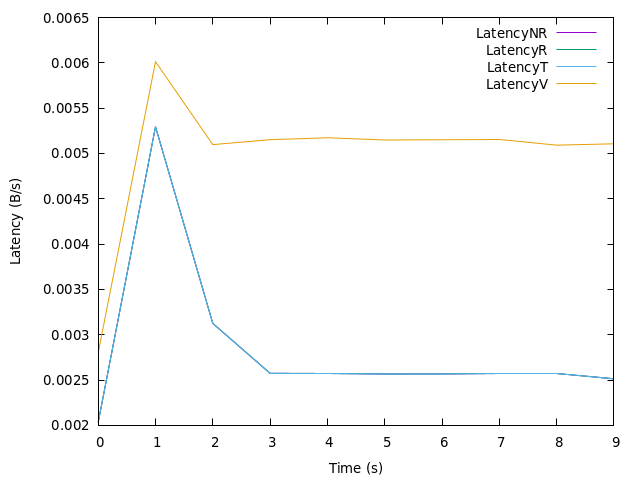 0.0065
0.006
0.0055
0.005
0.0045
0.004
0.0035
0.003
0.0025
0.002
0 1 2 3 4 5 6 7 8 9
Latency (B/s)
Time (s)
LatencyNR
LatencyR
LatencyT
LatencyV